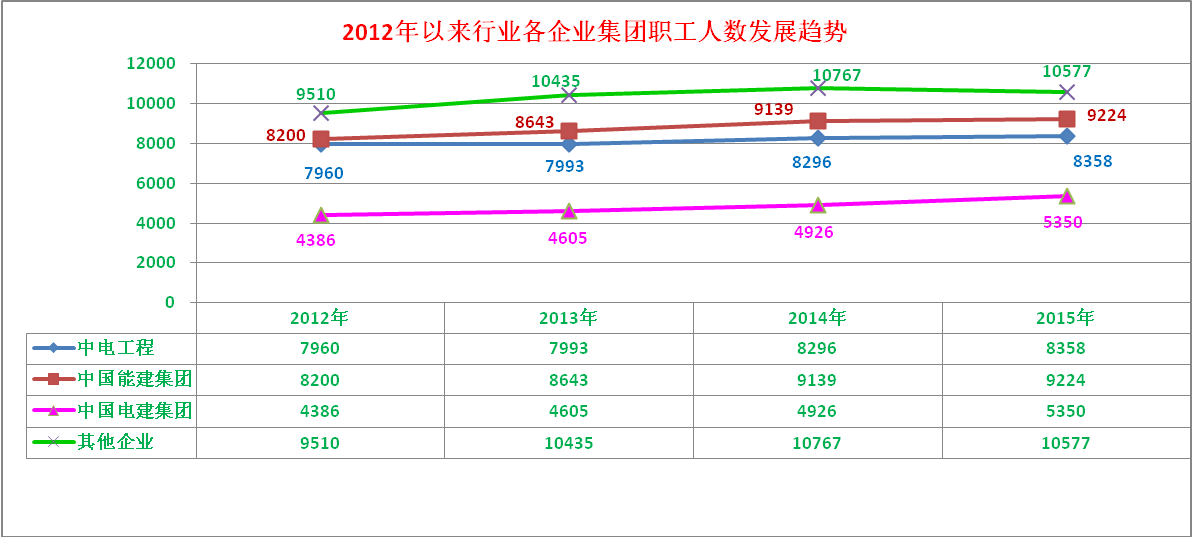 2012年以来行业各企业集团职工人数发展趋势
12000
10000
8000
6000
4000
2000
0
9510 10435 10767 10577
8200 8643 9139 9224
7960 7993 8296 8358
4386 4605 4926 5350
2012年 2013年 2014年 2015年
中电工程 7960 7993 8296 8358
中国能建集团 8200 8643 9139 9224
中国电建集团 4386 4605 4926 5350
其他企业 9510 10435 10767 10577